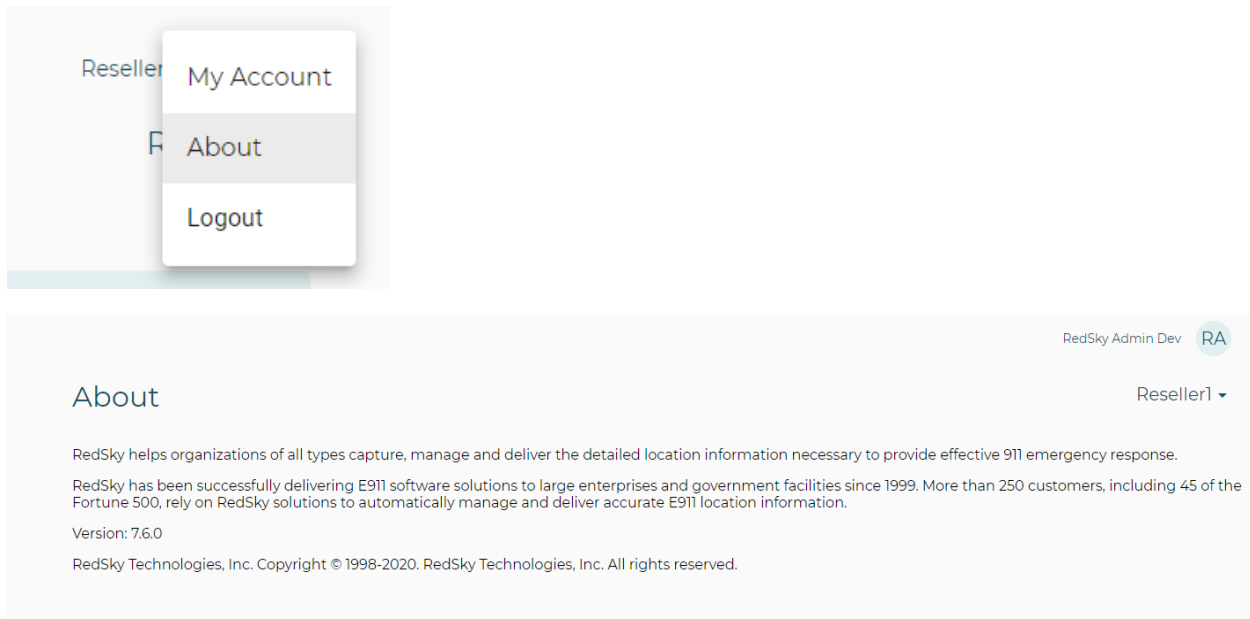 Reseller
My Account
R
About
Logout
RedSky Admin Dev RA
About
Reseller1
RedSky helps organizations of all types capture, manage and deliver the detailed location information necessary to provide effective 911 emergency response.
RedSky has been successfully delivering E911 software solutions to large enterprises and government facilities since 1999. More than 250 customers, including 45 of the
Fortune 500, rely on RedSky solutions to automatically manage and deliver accurate E911 location information.
Version: 7.6.0
RedSky Technologies, Inc. Copyright © 1998-2020. RedSky Technologies, Inc. All rights reserved.